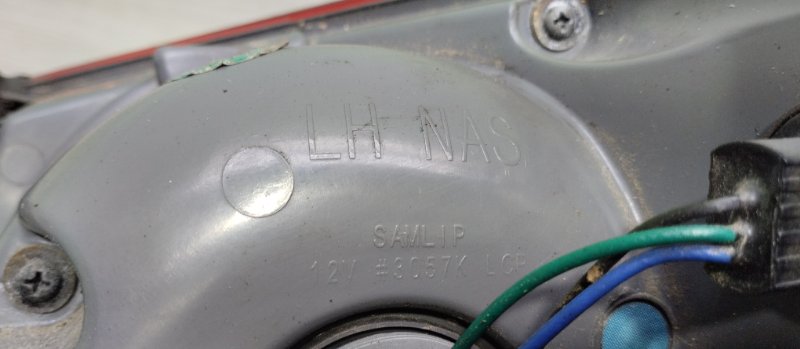 LH NAS
SAMLIP
12V #3057K LCP